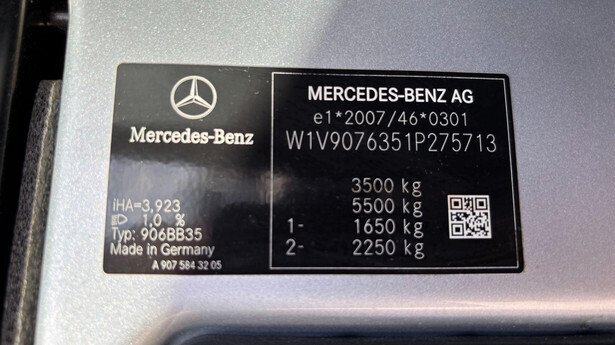 Mercedes-Benz
iHA=3,923
1,0 %
Typ: 906BB35
Made in Germany
A 907 584 32 05
MERCEDES-BENZ AG
e1*2007/46*0301
W1V9076351P275713
3500 kg
5500 kg
1- 1650 kg
2- 2250 kg